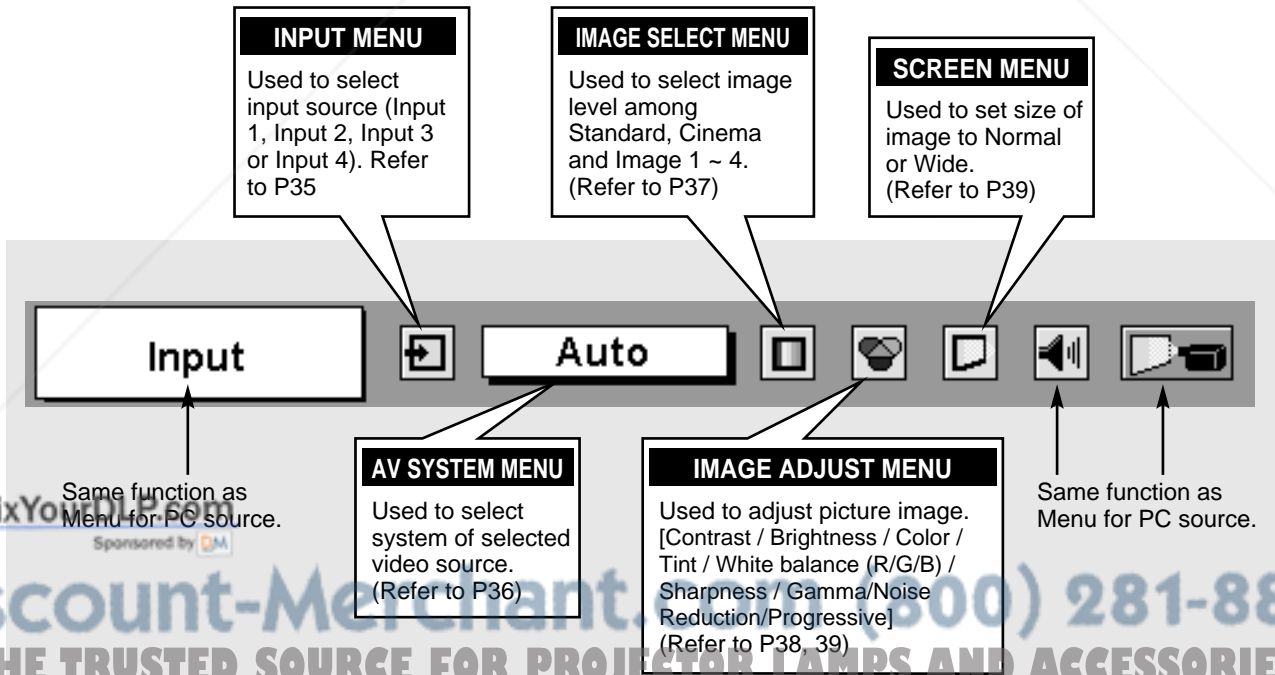 INPUT MENU
Used to select
input source (Input
1, Input 2, Input 3
or Input 4). Refer
to P35
IMAGE SELECT MENU
Used to select image
level among
Standard, Cinema
and Image 1 ~ 4.
(Refer to P37)
SCREEN MENU
Used to set size of
image to Normal
or Wide.
(Refer to P39)
Input
Auto
Same function as
Menu for PC source.
AV SYSTEM MENU
Used to select
system of selected
video source.
(Refer to P36)
IMAGE ADJUST MENU
Used to adjust picture image.
[Contrast / Brightness / Color /
Tint / White balance (R/G/B) /
Sharpness / Gamma/Noise
Reduction/Progressive]
(Refer to P38, 39)
Same function as
Menu for PC source.
ixYourDLP.com
Sponsored by DM
scount-Merchant.com (800) 281-88
HE TRUSTED SOURCE FOR PROJECTOR LAMPS AND ACCESSORIE